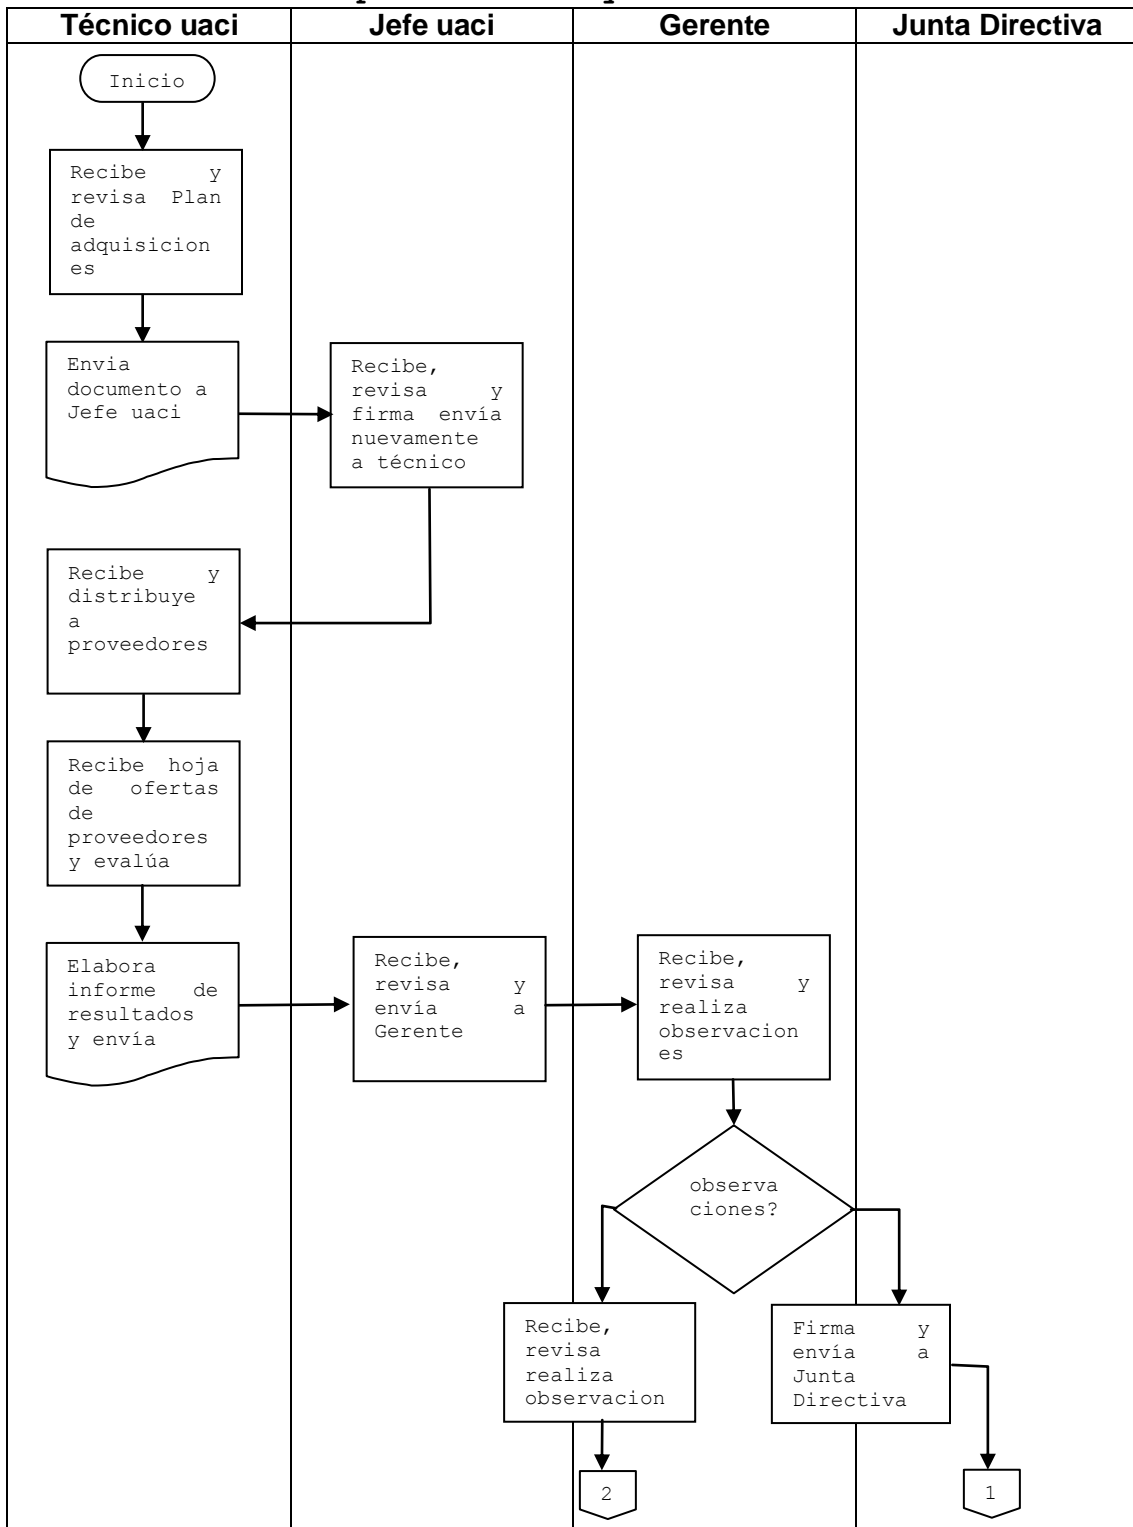 Técnico uaci
Jefe uaci
Gerente
Junta Directiva
Inicio
Recibe y
revisa Plan
de
adquisicion
es
Envia
documento a
Jefe uaci
Recibe,
revisa y
firma envía
nuevamente
a técnico
Recibe y
distribuye
a
proveedores
Recibe hoja
de ofertas
de
proveedores
y evalúa
Elabora
informe de
resultados
y envía
Recibe,
revisa y
envía a
Gerente
Recibe,
revisa y
realiza
observacion
es
observa
ciones?
Recibe,
revisa
realiza
observacion
Firma y
envía a
Junta
Directiva
2
1